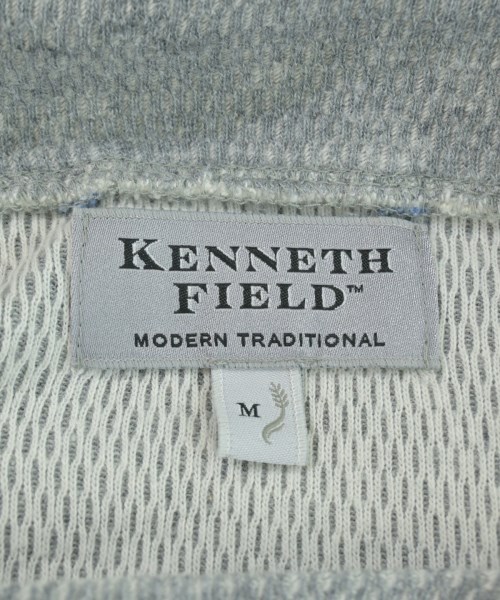 KENNETH
FIELD™
MODERN TRADITIONAL
M